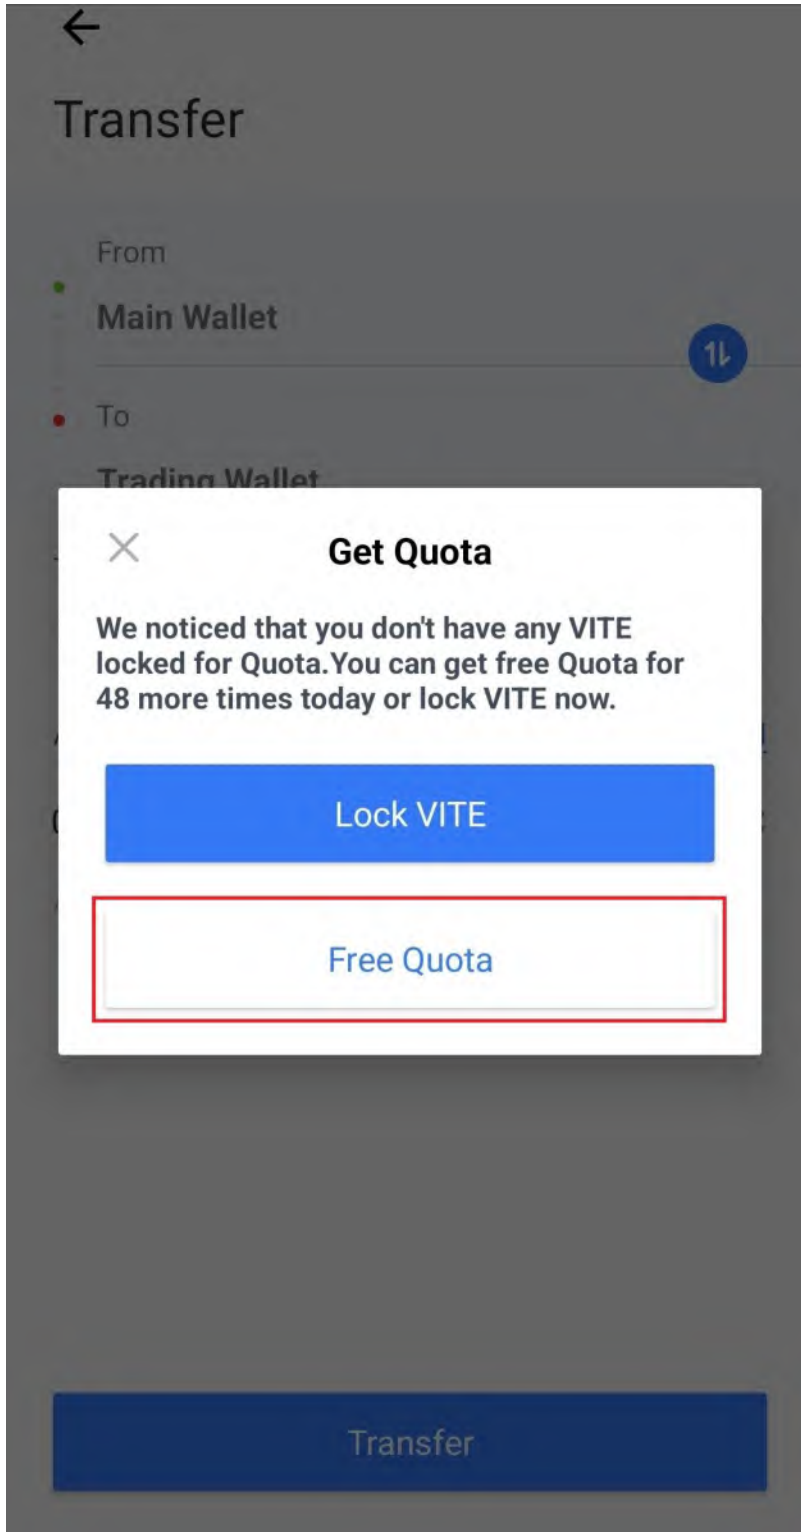 Transfer
From
Main Wallet
To
Trading Wallet
Get Quota
We noticed that you don't have any VITE
locked for Quota.You can get free Quota for
48 more times today or lock VITE now.
Lock VITE
Free Quota
Transfer